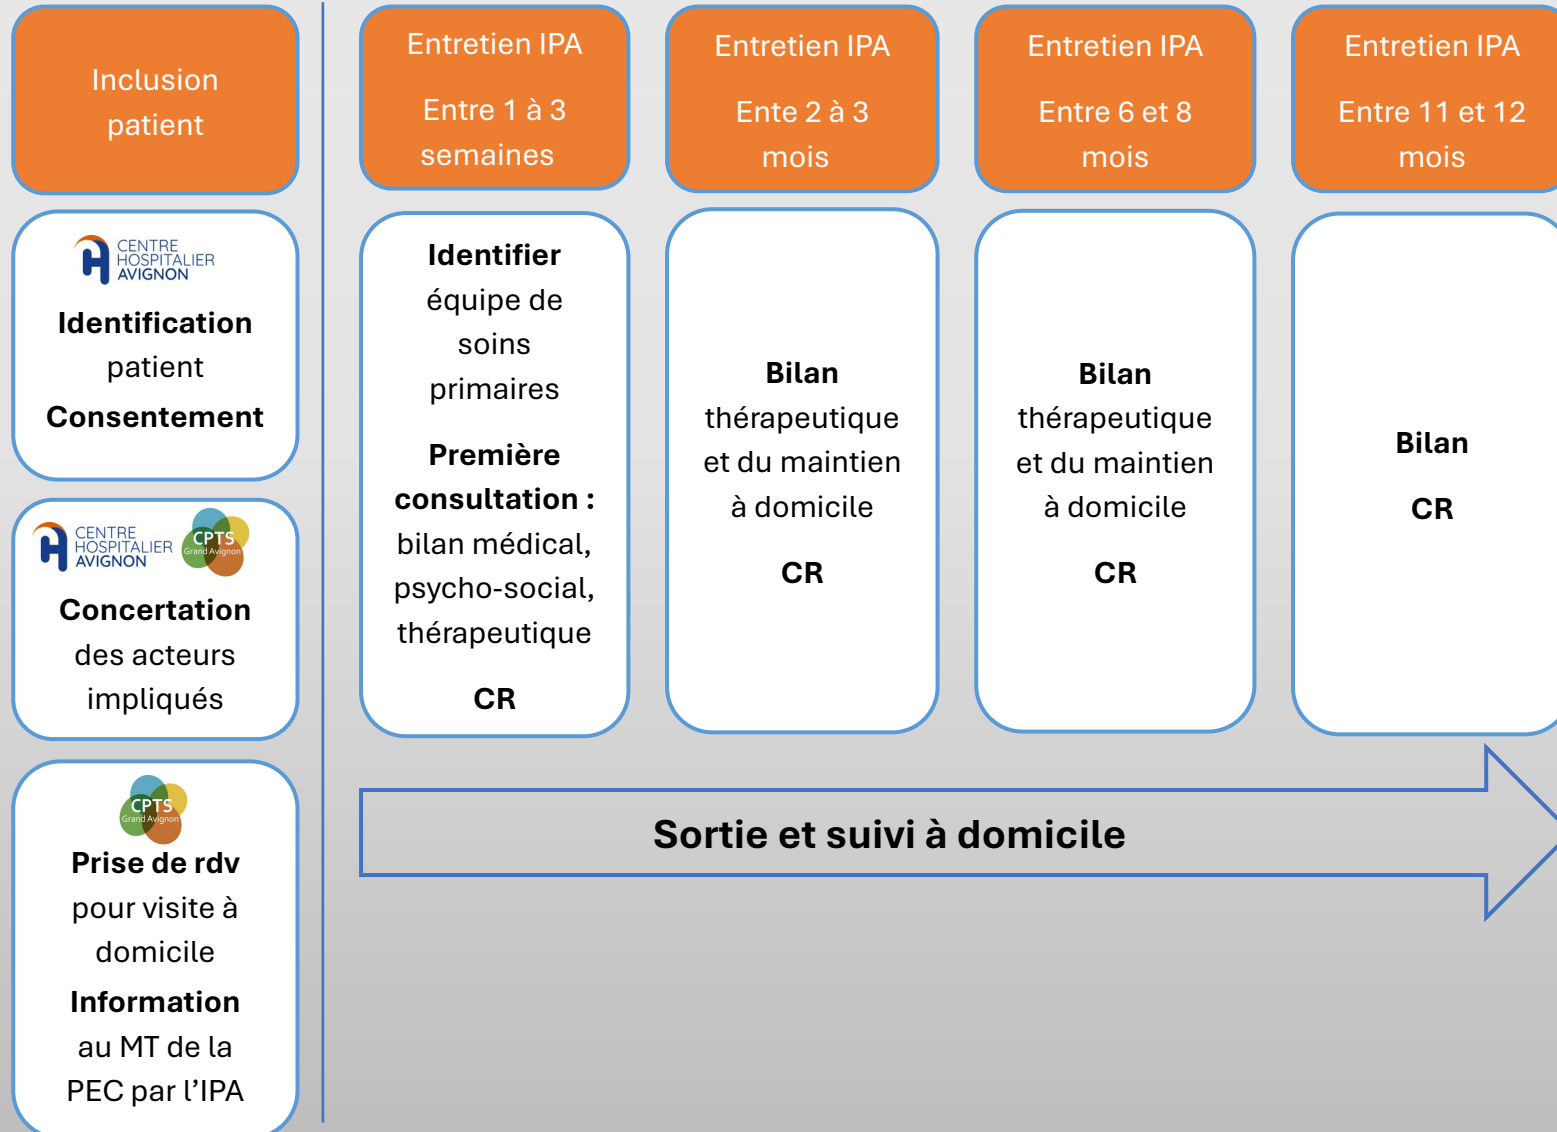 Inclusion
patient
CENTRE
HOSPITALIER
AVIGNON
Identification
patient
Consentement
CENTRE
HOSPITALIER
AVIGNON
CPTS
Grand Avignon
Concertation
des acteurs
impliqués
CPTS
Grand Avignon
Prise de rdv
pour visite à
domicile
Information
au MT de la
PEC par l’IPA
Entretien IPA
Entre 1 à 3
semaines
Identifier
équipe de
soins
primaires
Première
consultation :
bilan médical,
psycho-social,
thérapeutique
CR
Entretien IPA
Ente 2 à 3
mois
Bilan
thérapeutique
et du maintien
à domicile
CR
Entretien IPA
Entre 6 et 8
mois
Bilan
thérapeutique
et du maintien
à domicile
CR
Entretien IPA
Entre 11 et 12
mois
Bilan
CR
Sortie et suivi à domicile